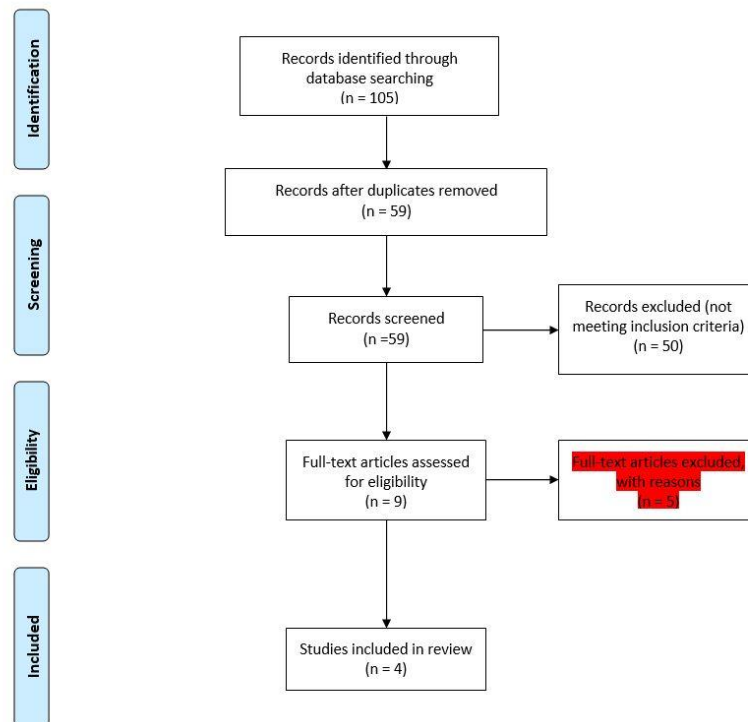 Identification
Records identified through
database searching
(n = 105)
Records after duplicates removed
(n = 59)
Screening
Records screened
(n =59)
Records excluded (not
meeting inclusion criteria)
(n = 50)
Eligibility
Full-text articles assessed
for eligibility
(n = 9)
Full-text articles excluded,
with reasons
(n = 5)
Included
Studies included in review
(n = 4)